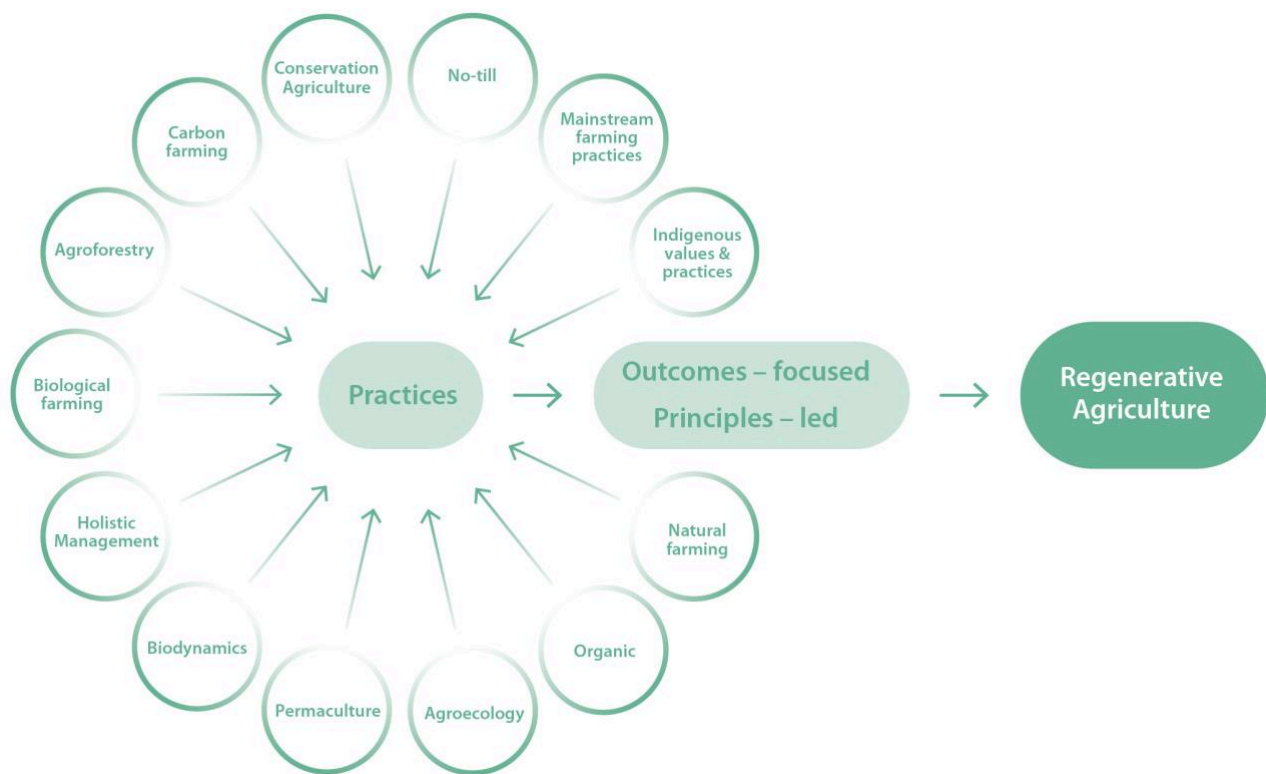 Conservation
Agriculture
No-till
Mainstream
farming
practices
Carbon
farming
Indigenous
values &
practices
Agroforestry
Biological
farming
Practices
Outcomes – focused
Principles – led
Regenerative
Agriculture
Holistic
Management
Natural
farming
Biodynamics
Organic
Permaculture
Agroecology